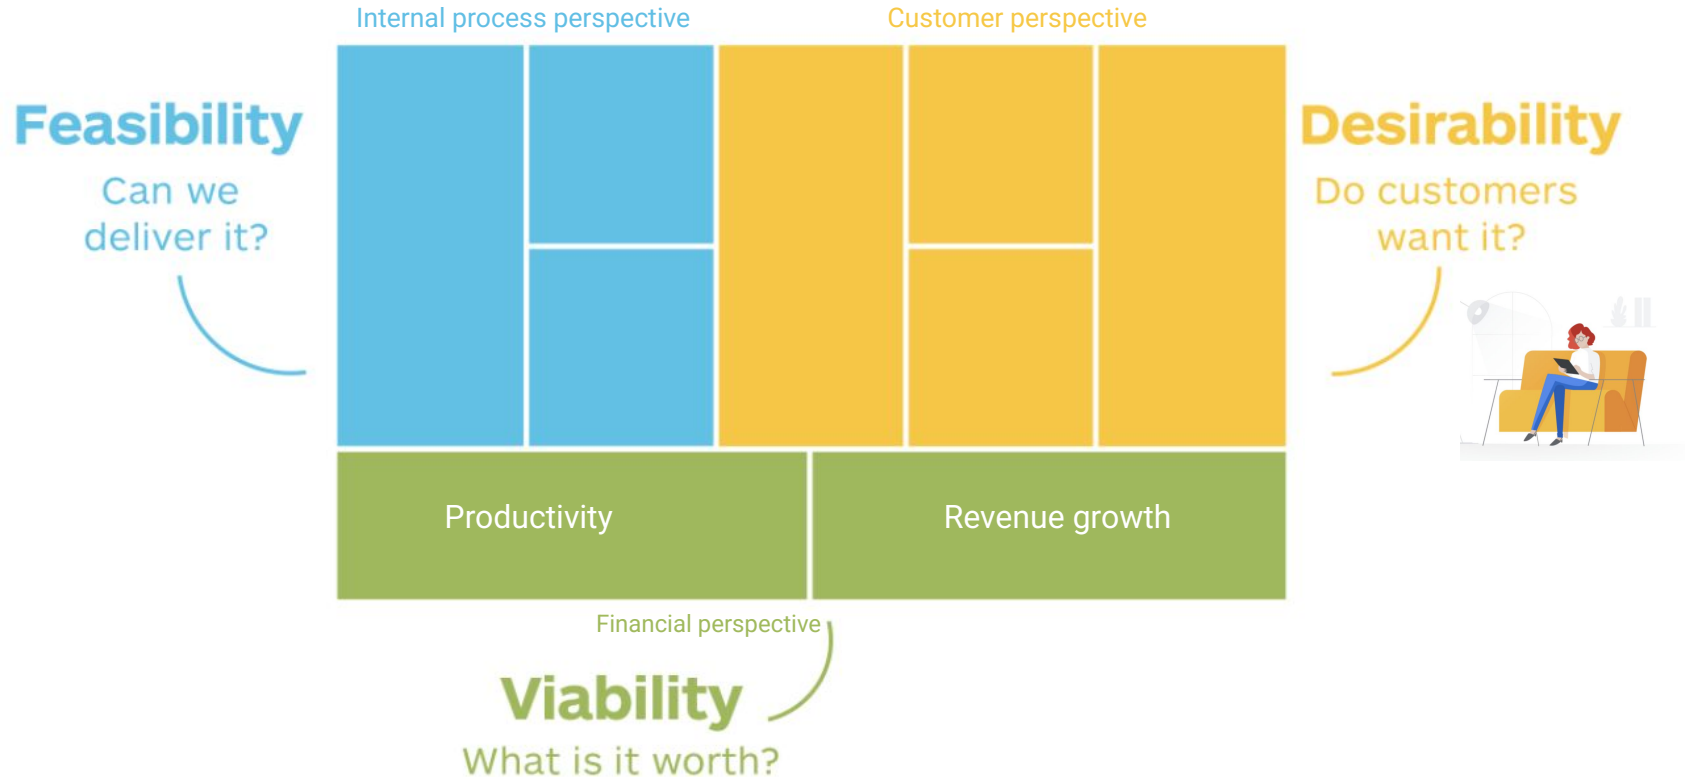 Internal process perspective
Customer perspective
Feasibility
Can we
deliver it?
Desirability
Do customers
want it?
Productivity
Revenue growth
Financial perspective
Viability
What is it worth?